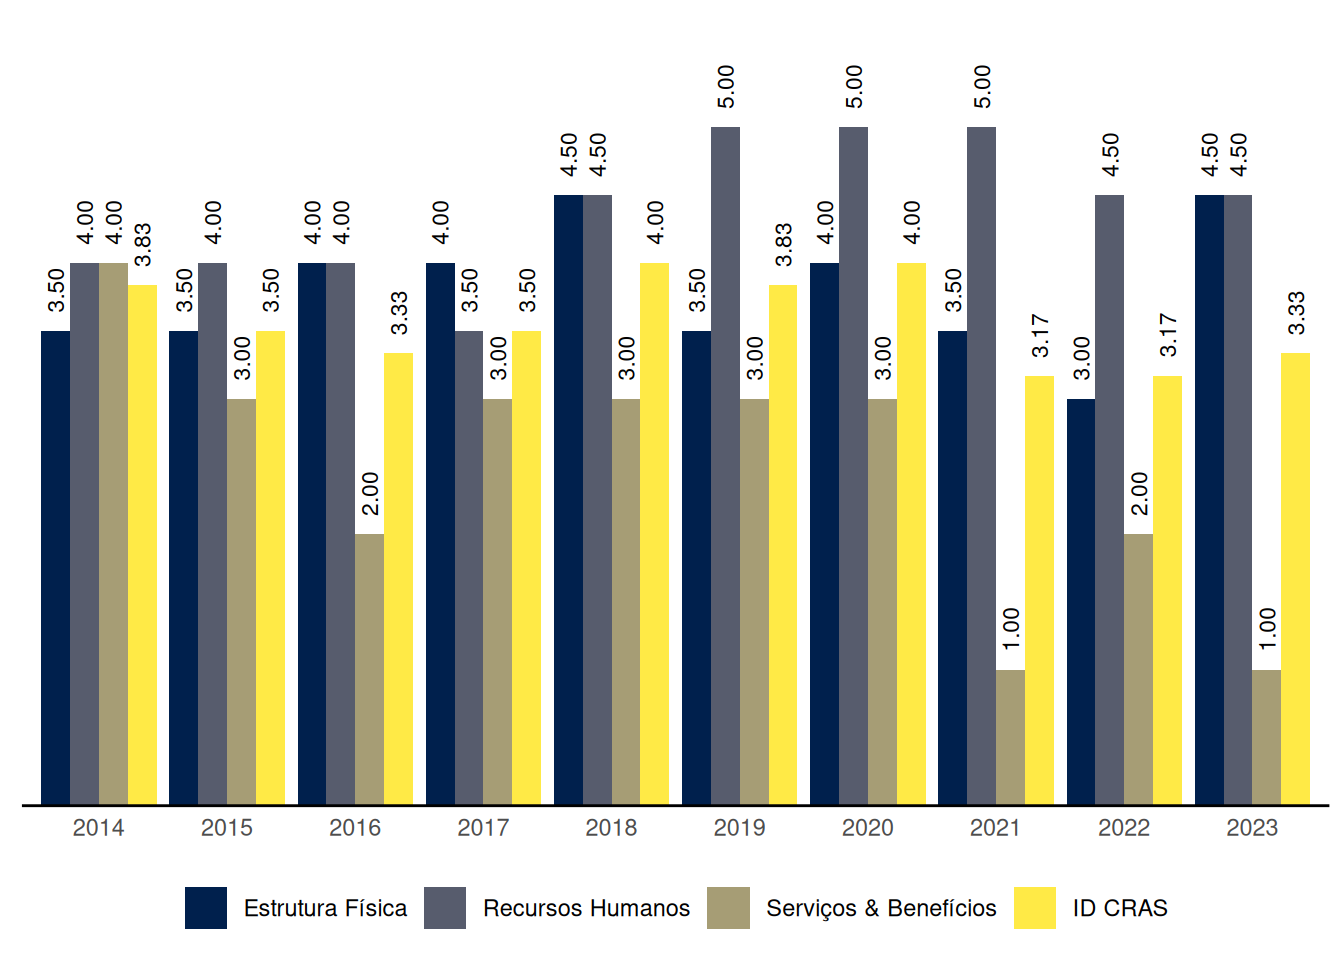 5.00 5.00 5.00
4.50 4.50 4.50 4.50 4.50
4.00 4.00 4.00 4.00 4.00 4.00 4.00 4.00 4.00
3.83 3.83
3.50 3.50 3.50 3.50 3.50 3.50 3.50
3.33 3.17 3.17 3.33
3.00 3.00 3.00 3.00 3.00 3.00
2.00 2.00
1.00 1.00
2014 2015 2016 2017 2018 2019 2020 2021 2022 2023
Estrutura Física Recursos Humanos Serviços & Benefícios ID CRAS